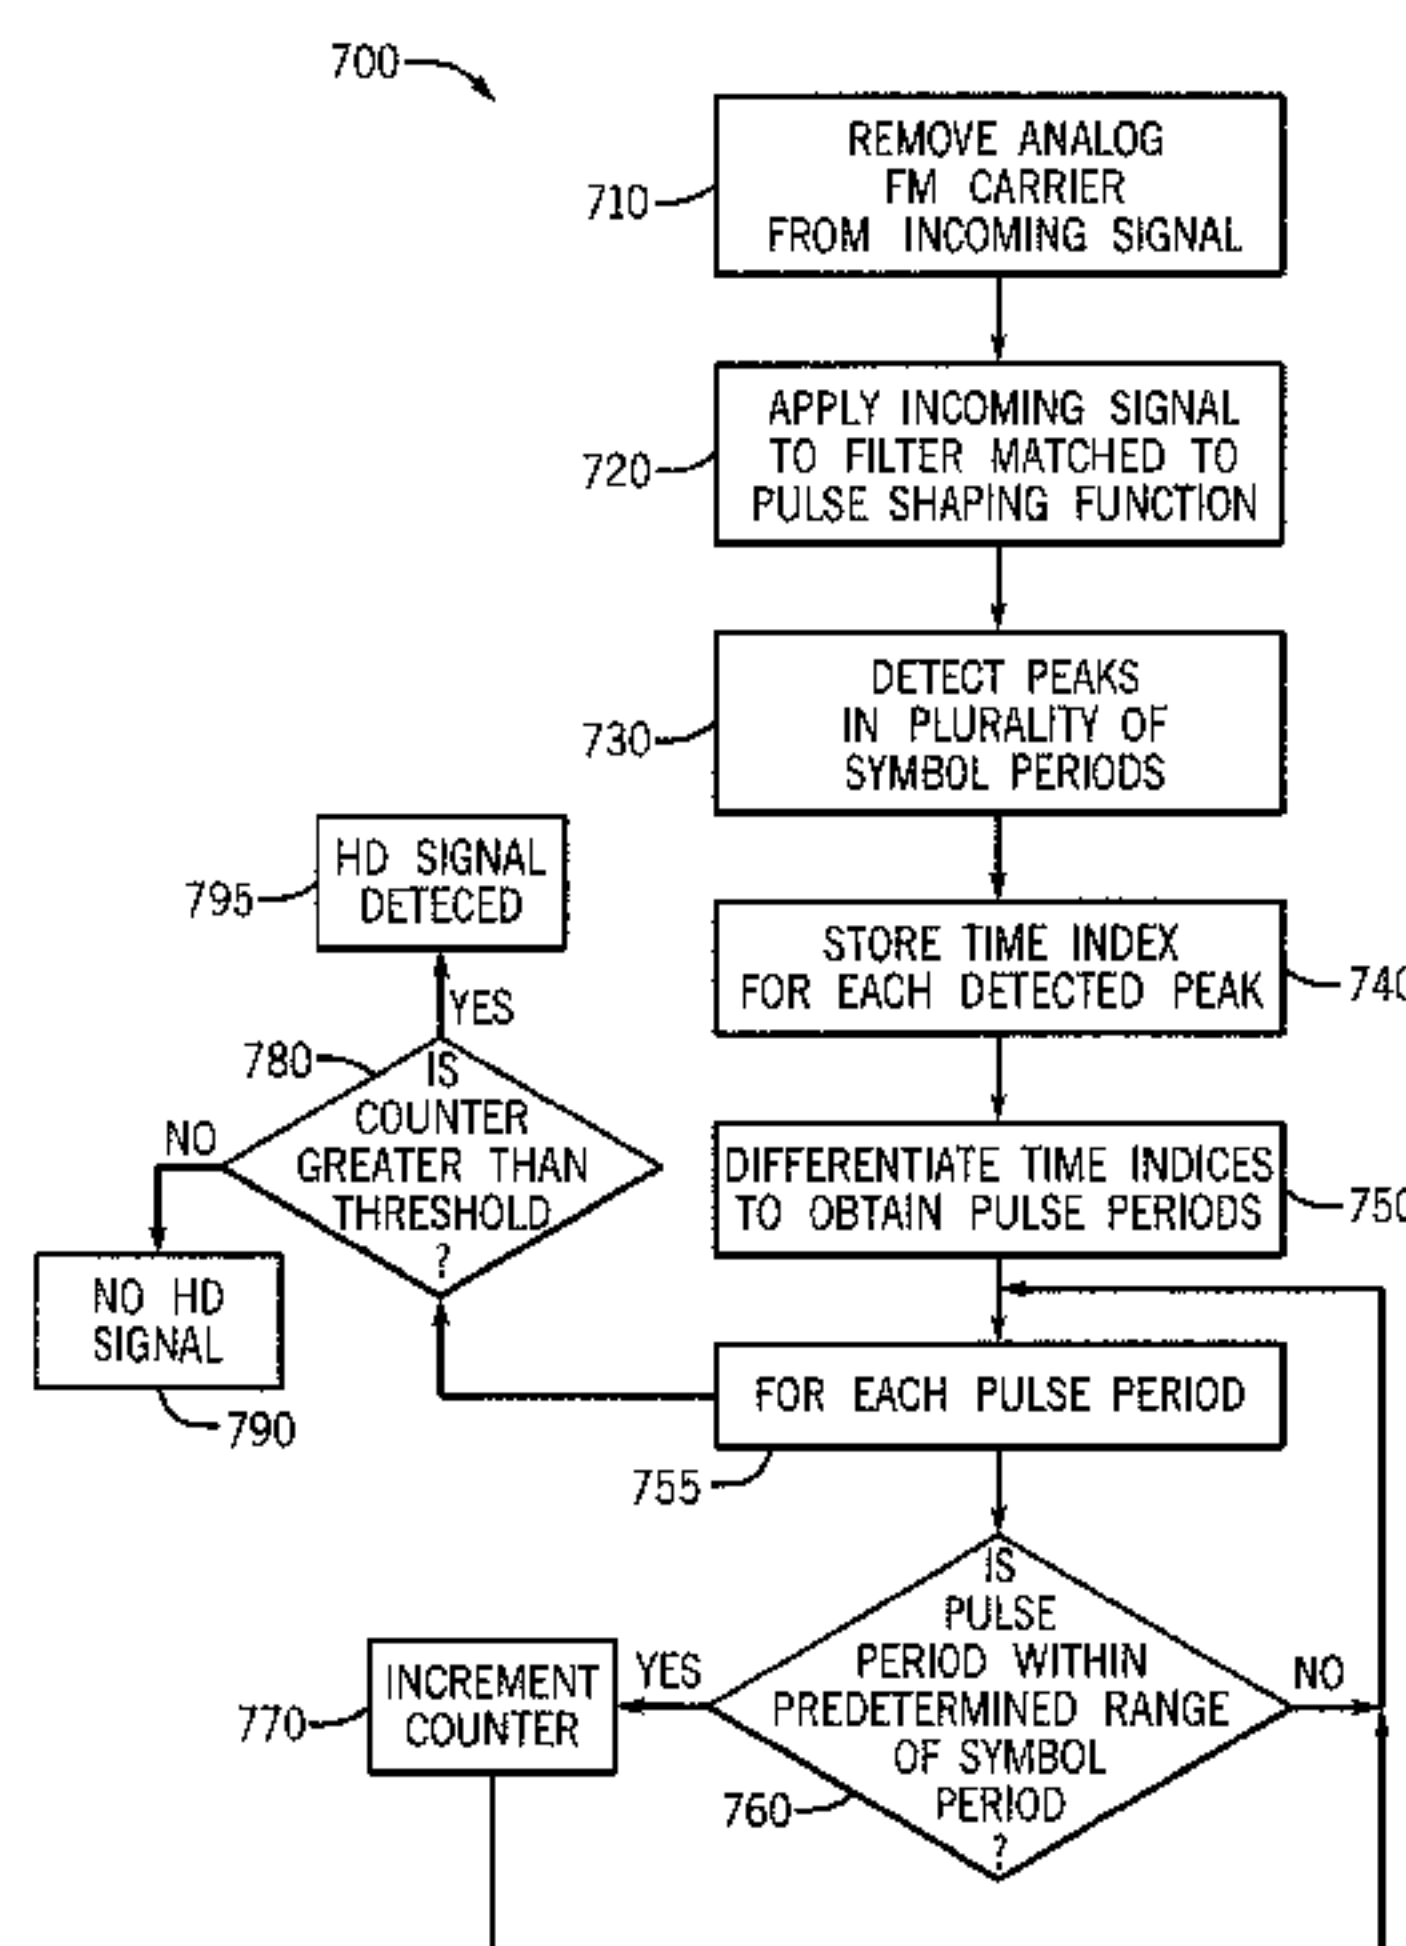 700
REMOVE ANALOG
FM CARRIER
FROM INCOMING SIGNAL
710
APPLY INCOMING SIGNAL
TO FILTER MATCHED TO
PULSE SHAPING FUNCTION
720
DETECT PEAKS
IN PLURALITY OF
SYMBOL PERIODS
730
HD SIGNAL
DETECED
795
STORE TIME INDEX
FOR EACH DETECTED PEAK
740
YES
780
IS
COUNTER
GREATER THAN
THRESHOLD
?
NO
DIFFERENTIATE TIME INDICES
TO OBTAIN PULSE PERIODS
750
NO HD
SIGNAL
790
FOR EACH PULSE PERIOD
755
IS
PULSE
PERIOD WITHIN
PREDETERMINED RANGE
OF SYMBOL
PERIOD
?
NO
YES
INCREMENT
COUNTER
770
760